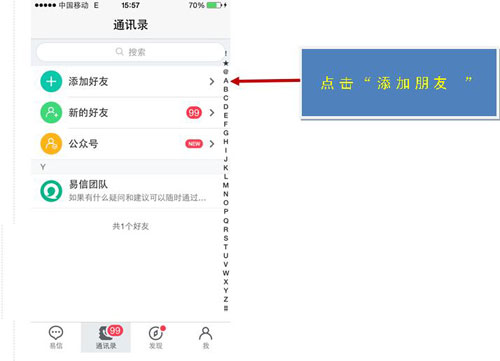 中国移动 E 15:57 70%
通讯录
搜索
添加好友
新的好友 99
公众号 NEW
Y
易信团队
如果有什么疑问和建议可以随时通过...
共1个好友
!
★
@
A
B
C
D
E
F
G
H
I
J
K
L
M
N
O
P
Q
R
S
T
U
V
W
X
Y
Z
#
点击“添加朋友 ”
99
易信 通讯录 发现 我